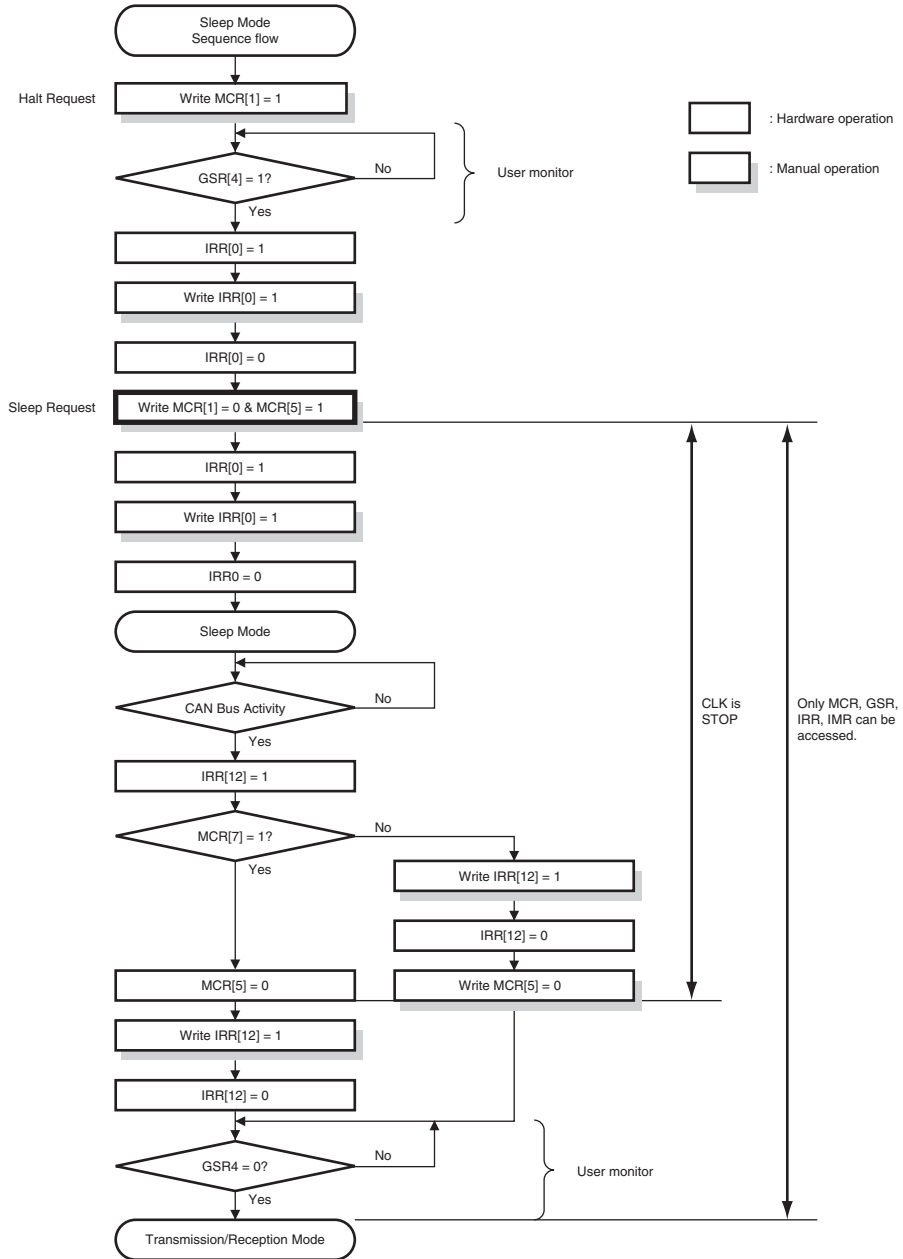 Sleep Mode
Sequence flow
Halt Request
Write MCR[1] = 1
: Hardware operation
: Manual operation
GSR[4] = 1?
No
User monitor
Yes
IRR[0] = 1
Write IRR[0] = 1
IRR[0] = 0
Sleep Request
Write MCR[1] = 0 & MCR[5] = 1
IRR[0] = 1
Write IRR[0] = 1
IRR0 = 0
Sleep Mode
CAN Bus Activity
No
Yes
CLK is
STOP
Only MCR, GSR,
IRR, IMR can be
accessed.
IRR[12] = 1
MCR[7] = 1?
No
Yes
Write IRR[12] = 1
IRR[12] = 0
MCR[5] = 0
Write MCR[5] = 0
Write IRR[12] = 1
IRR[12] = 0
GSR4 = 0?
No
User monitor
Yes
Transmission/Reception Mode